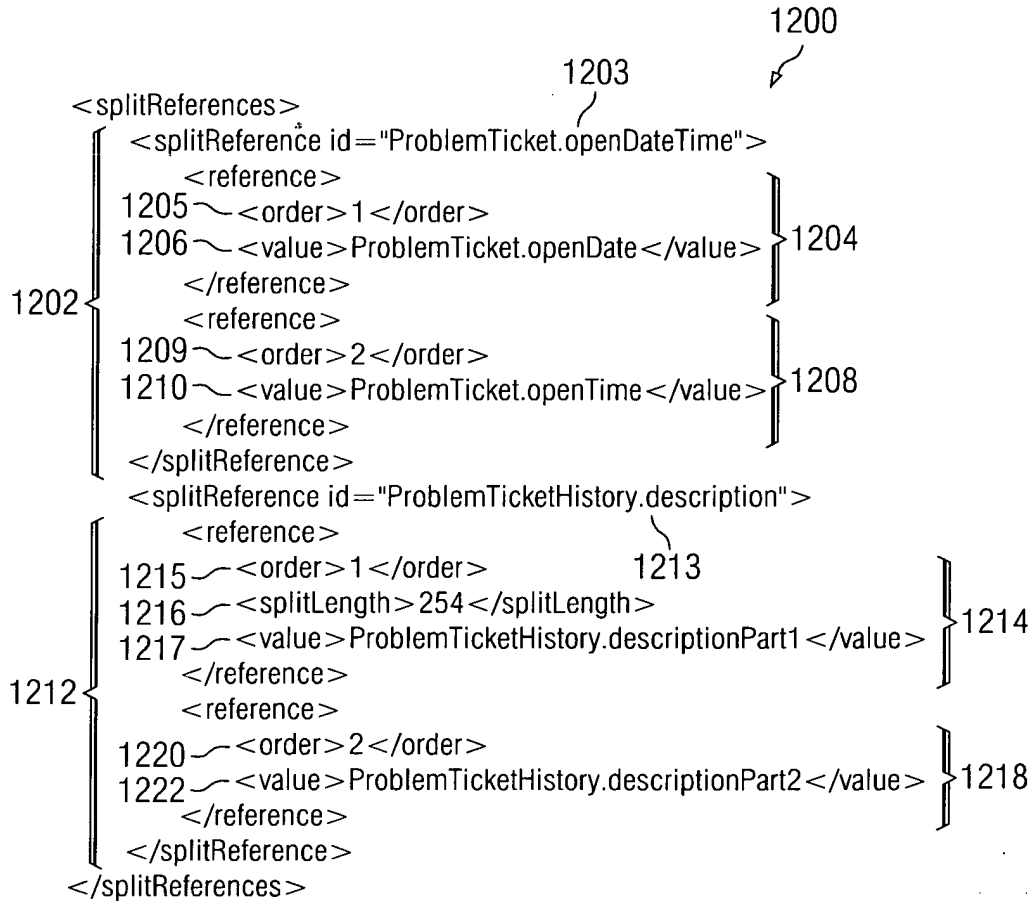 1200
1203
<splitReferences>
<splitReference id="ProblemTicket.openDateTime">
<reference>
1205 <order>1</order>
1206 <value>ProblemTicket.openDate</value> 1204
</reference>
1202
<reference>
1209 <order>2</order>
1210 <value>ProblemTicket.openTime</value> 1208
</reference>
</splitReference>
<splitReference id="ProblemTicketHistory.description">
<reference>
1215 <order>1</order> 1213
1216 <splitLength>254</splitLength>
1217 <value>ProblemTicketHistory.descriptionPart1</value> 1214
</reference>
1212
<reference>
1220 <order>2</order>
1222 <value>ProblemTicketHistory.descriptionPart2</value> 1218
</reference>
</splitReference>
</splitReferences>